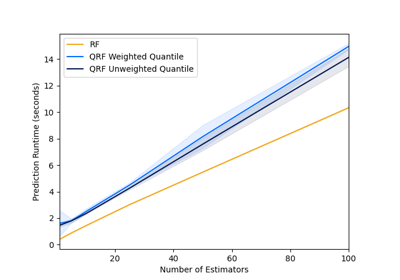 RF
QRF Weighted Quantile
QRF Unweighted Quantile
Prediction Runtime (seconds)
14
12
10
8
6
4
2
0
20
40
60
80
100
Number of Estimators